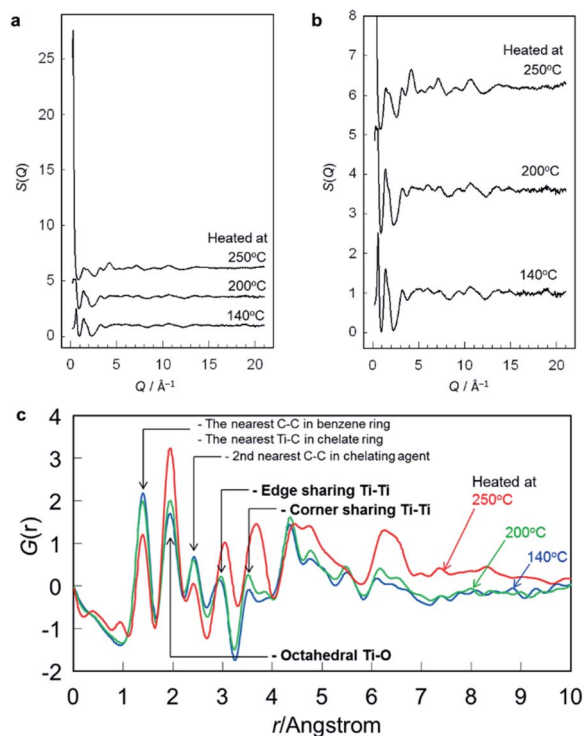 a
25
20
15
10
5
0
S(Q)
Heated at
250°C
200°C
140°C
0 5 10 15 20
Q / Å⁻¹
b
8
7
6
5
4
3
2
1
0
S(Q)
Heated at
250°C
200°C
140°C
0 5 10 15 20
Q / Å⁻¹
c
4
3
2
1
0
-1
-2
G(r)
- The nearest C-C in benzene ring
- The nearest Ti-C in chelate ring
- 2nd nearest C-C in chelating agent
- Edge sharing Ti-Ti
- Corner sharing Ti-Ti
Heated at
250°C
200°C
140°C
- Octahedral Ti-O
0 1 2 3 4 5 6 7 8 9 10
r/Angstrom